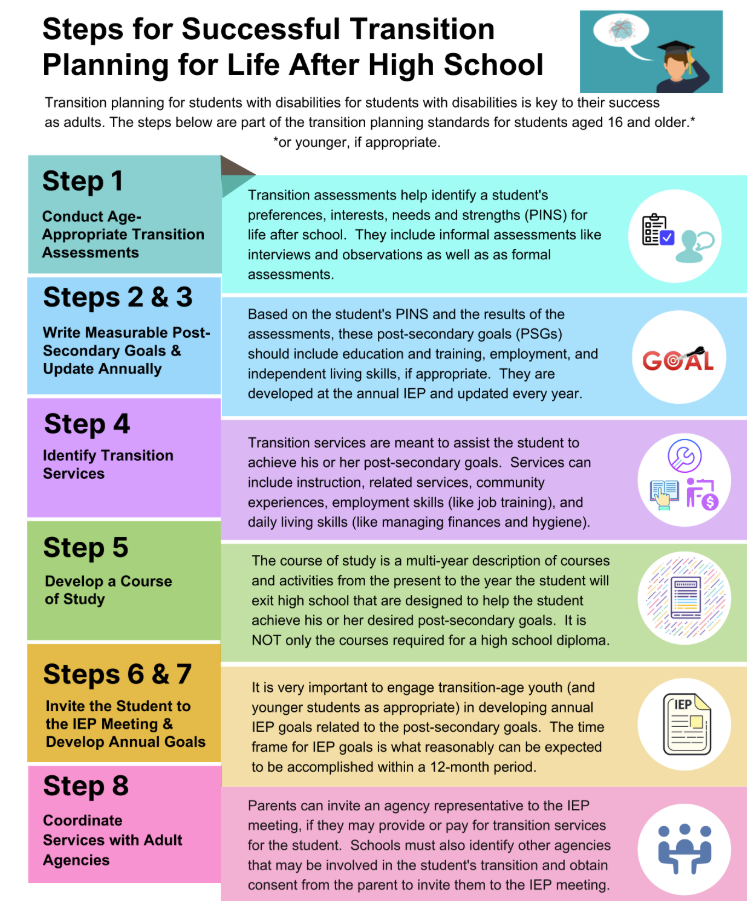 Steps for Successful Transition
Planning for Life After High School
Transition planning for students with disabilities for students with disabilities is key to their success
as adults. The steps below are part of the transition planning standards for students aged 16 and older.*
*or younger, if appropriate.
Step 1
Conduct Age-
Appropriate Transition
Assessments
Transition assessments help identify a student's
preferences, interests, needs and strengths (PINS) for
life after school. They include informal assessments like
interviews and observations as well as as formal
assessments.
Steps 2 & 3
Write Measurable Post-
Secondary Goals &
Update Annually
Based on the student's PINS and the results of the
assessments, these post-secondary goals (PSGs)
should include education and training, employment, and
independent living skills, if appropriate. They are
developed at the annual IEP and updated every year.
GOAL
Step 4
Identify Transition
Services
Transition services are meant to assist the student to
achieve his or her post-secondary goals. Services can
include instruction, related services, community
experiences, employment skills (like job training), and
daily living skills (like managing finances and hygiene).
$
Step 5
Develop a Course
of Study
The course of study is a multi-year description of courses
and activities from the present to the year the student will
exit high school that are designed to help the student
achieve his or her desired post-secondary goals. It is
NOT only the courses required for a high school diploma.
Steps 6 & 7
Invite the Student to
the IEP Meeting &
Develop Annual Goals
It is very important to engage transition-age youth (and
younger students as appropriate) in developing annual
IEP goals related to the post-secondary goals. The time
frame for IEP goals is what reasonably can be expected
to be accomplished within a 12-month period.
IEP
Step 8
Coordinate
Services with Adult
Agencies
Parents can invite an agency representative to the IEP
meeting, if they may provide or pay for transition services
for the student. Schools must also identify other agencies
that may be involved in the student's transition and obtain
consent from the parent to invite them to the IEP meeting.